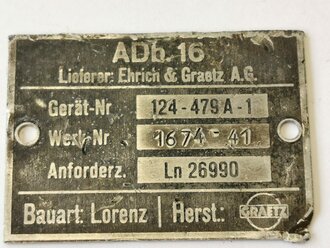 ADb. 16
Lieferer: Ehrich & Graetz A.G.
Gerät-Nr 124-479 A-1
Werk-Nr 1674-41
Anforderz. Ln 26990
Bauart: Lorenz Herst.: GRAETZ